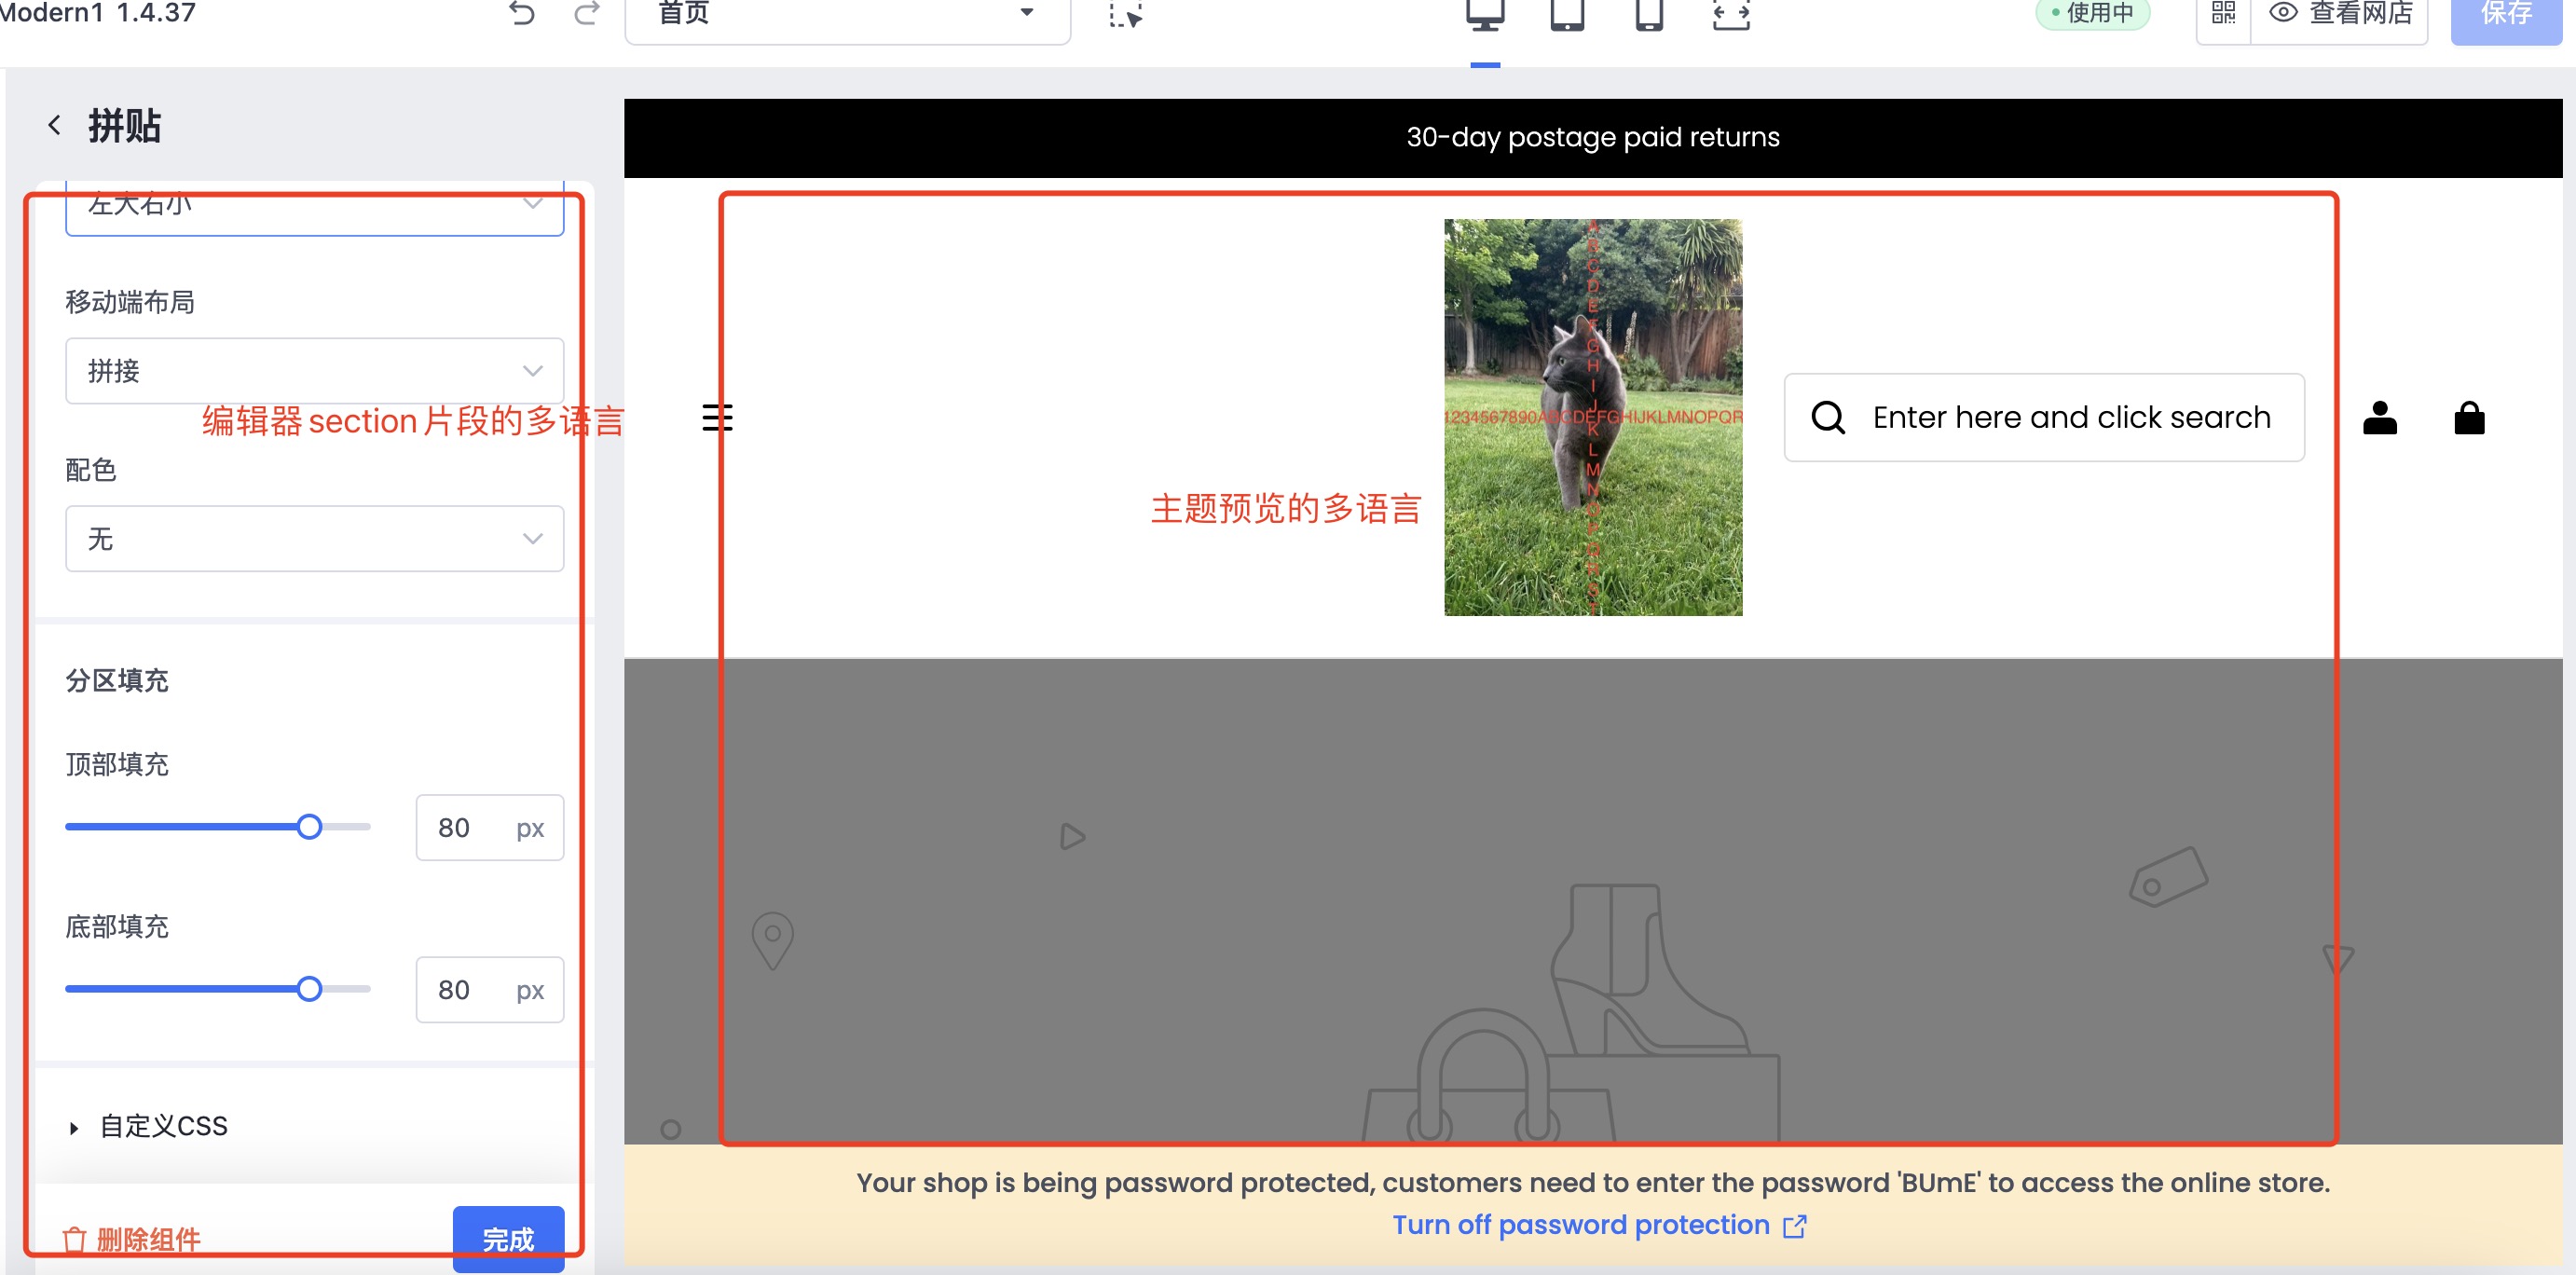 Modern1 1.4.37
首页
使用中
查看网店
保存
拼贴
左大右小
移动端布局
拼接
编辑器 section 片段的多语言
配色
无
分区填充
顶部填充
80 px
底部填充
80 px
自定义CSS
删除组件
完成
30-day postage paid returns
A
B
C
D
E
F
G
H
I
J
K
L
M
N
O
P
Q
R
S
T
1234567890ABCDEFGHIJKLMNOPQR
Enter here and click search
主题预览的多语言
Your shop is being password protected, customers need to enter the password 'BUmE' to access the online store.
Turn off password protection